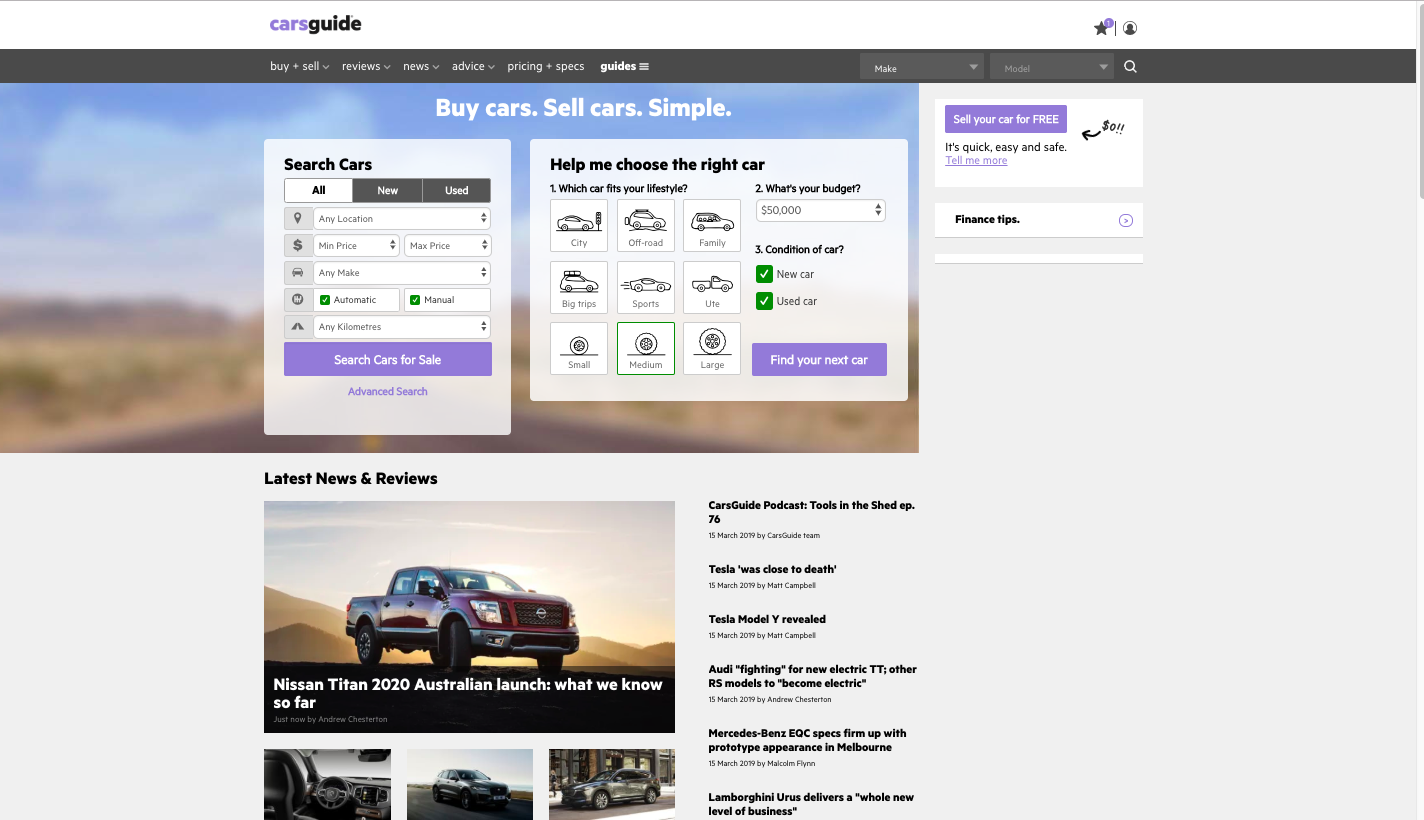 carsguide
1
buy + sell
reviews
news
advice
pricing + specs
guides
Make
Model
Buy cars. Sell cars. Simple.
Search Cars
All
New
Used
Any Location
Min Price
Max Price
Any Make
Automatic
Manual
Any Kilometres
Search Cars for Sale
Advanced Search
Help me choose the right car
1. Which car fits your lifestyle?
City
Off-road
Family
Big trips
Sports
Ute
Small
Medium
Large
2. What's your budget?
$50,000
3. Condition of car?
New car
Used car
Find your next car
Sell your car for FREE
$0!!
It's quick, easy and safe.
Tell me more
Finance tips.
Latest News & Reviews
Nissan Titan 2020 Australian launch: what we know
so far
Just now by Andrew Chesterton
CarsGuide Podcast: Tools in the Shed ep.
76
15 March 2019 by CarsGuide team
Tesla 'was close to death'
15 March 2019 by Matt Campbell
Tesla Model Y revealed
15 March 2019 by Matt Campbell
Audi "fighting" for new electric TT; other
RS models to "become electric"
15 March 2019 by Andrew Chesterton
Mercedes-Benz EQC specs firm up with
prototype appearance in Melbourne
15 March 2019 by Malcolm Flynn
Lamborghini Urus delivers a "whole new
level of business"